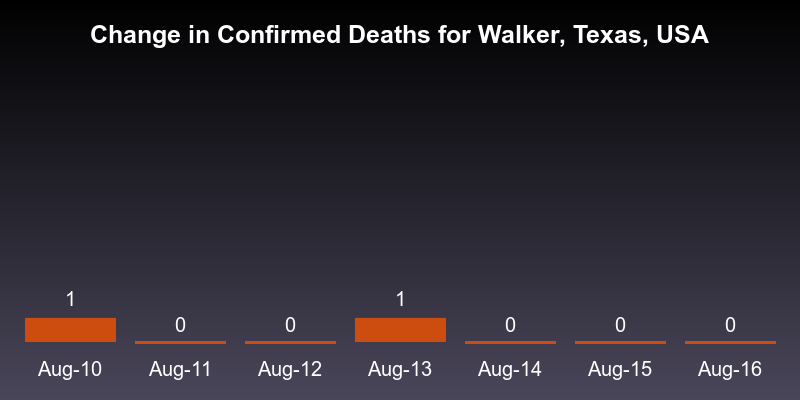 Change in Confirmed Deaths for Walker, Texas, USA
1 0 0 1 0 0 0
Aug-10 Aug-11 Aug-12 Aug-13 Aug-14 Aug-15 Aug-16